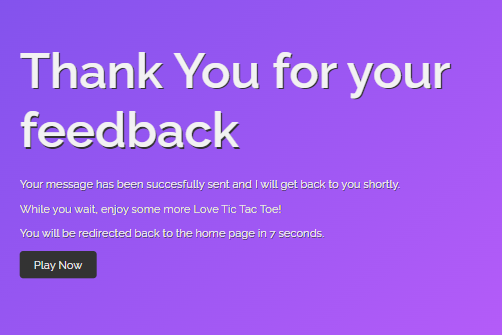 Thank You for your
feedback
Your message has been succesfully sent and I will get back to you shortly.
While you wait, enjoy some more Love Tic Tac Toe!
You will be redirected back to the home page in 7 seconds.
Play Now